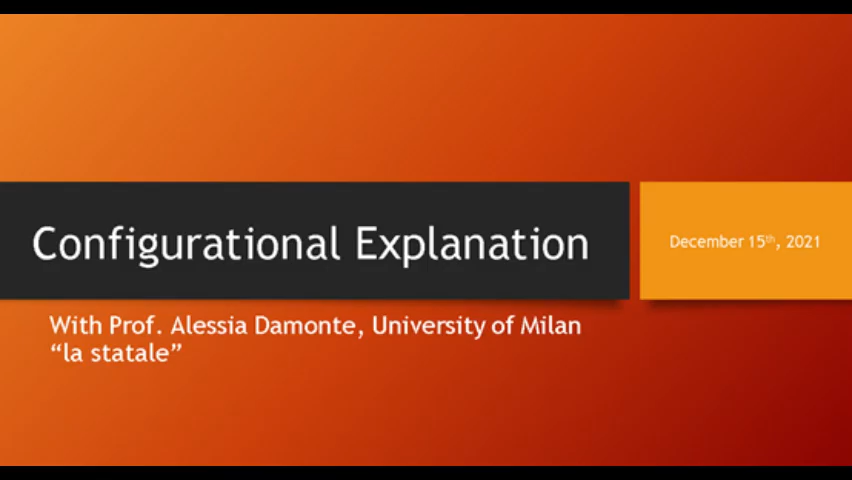 Configurational Explanation
December 15th, 2021
With Prof. Alessia Damonte, University of Milan
“la statale”